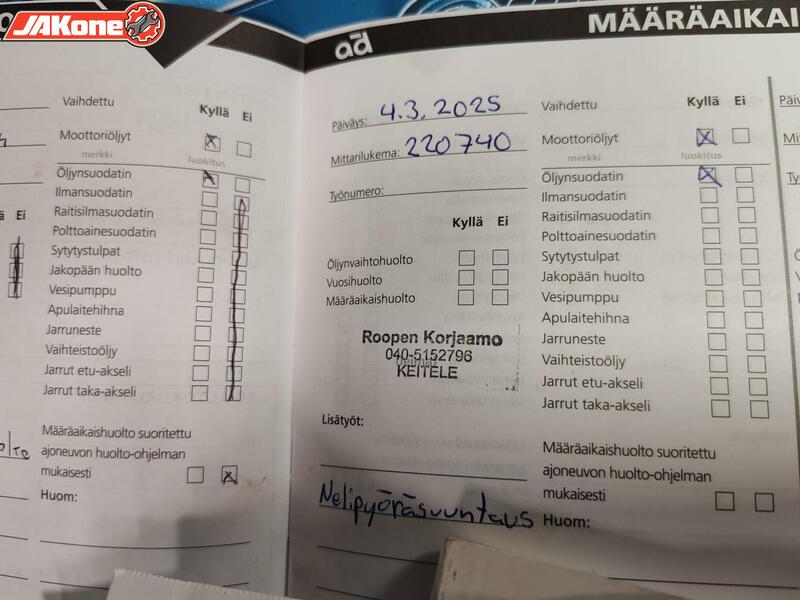 JAKone
Vaihdettu
Kyllä Ei
Moottoriöljyt
merkki luokitus
Öljynsuodatin
Ilmansuodatin
Raitisilmasuodatin
Polttoainesuodatin
Sytytystulpat
Jakopään huolto
Vesipumppu
Apulaitehihna
Jarruneste
Vaihteistoöljy
Jarrut etu-akseli
Jarrut taka-akseli
Määräaikaishuolto suoritettu
ajoneuvon huolto-ohjelman
mukaisesti
Huom:
Ei
ad
MÄÄRÄAIKAI
Päiväys: 4.3.2025
Mittarilukema: 220740
Työnumero:
Kyllä Ei
Öljynvaihtohuolto
Vuosihuolto
Määräaikaishuolto
Roopen Korjaamo
040-5152796
KEITELE
Lisätyöt:
Nelipyöräsuuntaus
Vaihdettu
Kyllä Ei
Moottoriöljyt
merkki luokitus
Öljynsuodatin
Ilmansuodatin
Raitisilmasuodatin
Polttoainesuodatin
Sytytystulpat
Jakopään huolto
Vesipumppu
Apulaitehihna
Jarruneste
Vaihteistoöljy
Jarrut etu-akseli
Jarrut taka-akseli
Määräaikaishuolto suoritettu
ajoneuvon huolto-ohjelman
mukaisesti
Huom: